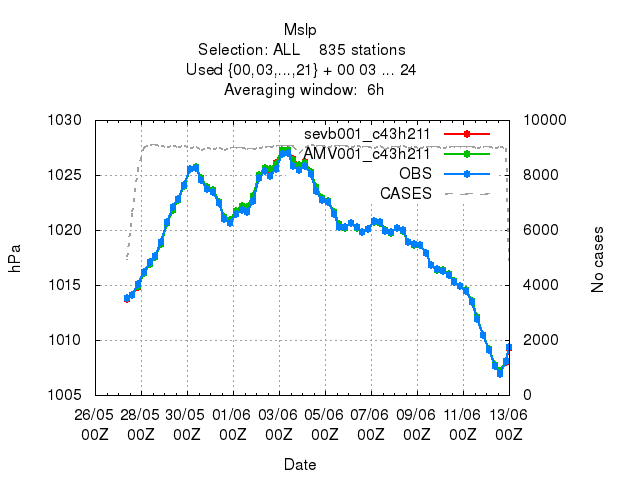 Mslp
Selection: ALL    835 stations
Used {00,03,...,21} + 00 03 ... 24
Averaging window:  6h
1030
1025
1020
1015
1010
1005
hPa
10000
8000
6000
4000
2000
0
No cases
sevb001_c43h211
AMV001_c43h211
OBS
CASES
26/05 28/05 30/05 01/06 03/06 05/06 07/06 09/06 11/06 13/06
00Z 00Z 00Z 00Z 00Z 00Z 00Z 00Z 00Z 00Z
Date